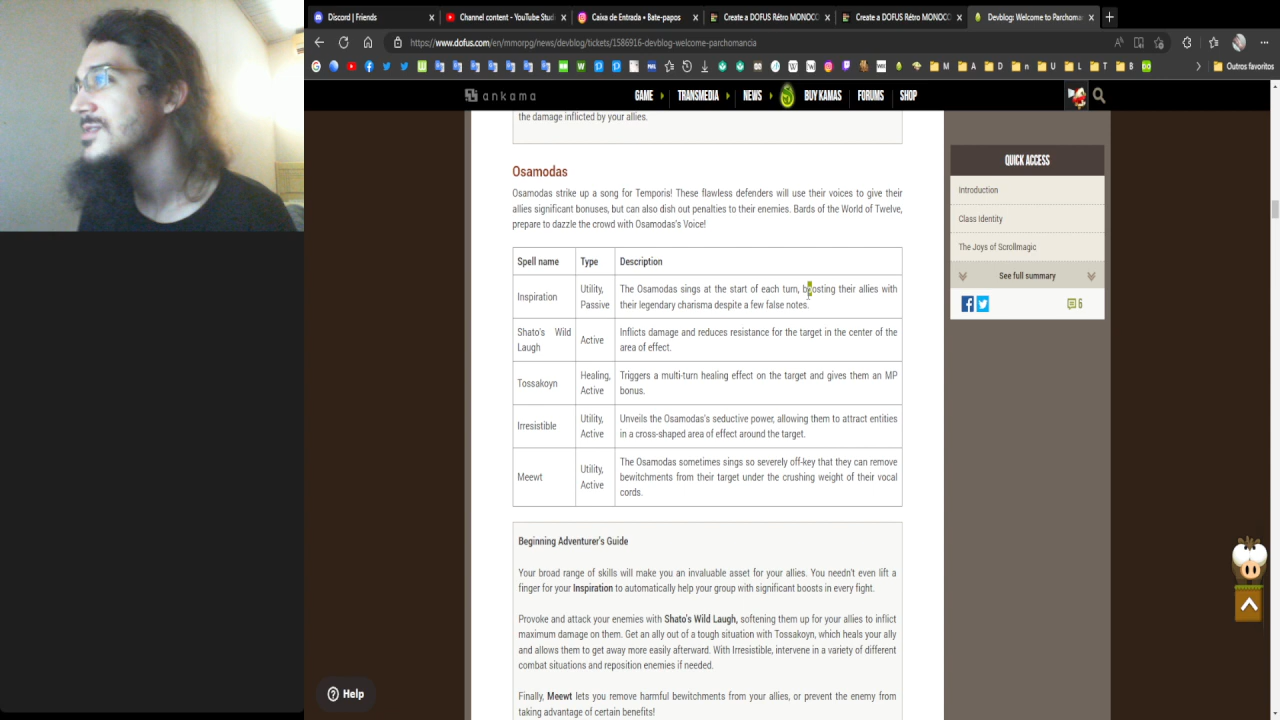 Discord | Friends
Channel content - YouTube Stud
Caixa de Entrada • Bate-papos
Create a DOFUS Rétro MONOCO
Create a DOFUS Rétro MONOCO
Devblog: Welcome to Parchoman
https://www.dofus.com/en/mmorpg/news/devblog/tickets/1586916-devblog-welcome-parchomancia
Outros favoritos
ankama
GAME
TRANSMEDIA
NEWS
BUY KAMAS
FORUMS
SHOP
the damage inflicted by your allies.
Osamodas
Osamodas strike up a song for Temporis! These flawless defenders will use their voices to give their
allies significant bonuses, but can also dish out penalties to their enemies. Bards of the World of Twelve,
prepare to dazzle the crowd with Osamodas's Voice!
Spell name Type Description
Inspiration
Utility,
Passive
The Osamodas sings at the start of each turn, boosting their allies with
their legendary charisma despite a few false notes.
Shato's Wild
Laugh
Active
Inflicts damage and reduces resistance for the target in the center of the
area of effect.
Tossakoyn
Healing,
Active
Triggers a multi-turn healing effect on the target and gives them an MP
bonus.
Irresistible
Utility,
Active
Unveils the Osamodas's seductive power, allowing them to attract entities
in a cross-shaped area of effect around the target.
Meewt
Utility,
Active
The Osamodas sometimes sings so severely off-key that they can remove
bewitchments from their target under the crushing weight of their vocal
cords.
Beginning Adventurer's Guide
Your broad range of skills will make you an invaluable asset for your allies. You needn't even lift a
finger for your Inspiration to automatically help your group with significant boosts in every fight.
Provoke and attack your enemies with Shato's Wild Laugh, softening them up for your allies to inflict
maximum damage on them. Get an ally out of a tough situation with Tossakoyn, which heals your ally
and allows them to get away more easily afterward. With Irresistible, intervene in a variety of different
combat situations and reposition enemies if needed.
Finally, Meewt lets you remove harmful bewitchments from your allies, or prevent the enemy from
taking advantage of certain benefits!
QUICK ACCESS
Introduction
Class Identity
The Joys of Scrollmagic
See full summary
6
Help